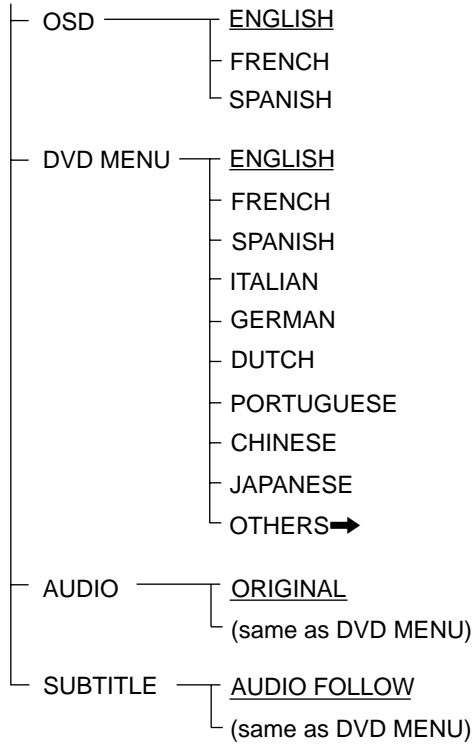 OSD ENGLISH
FRENCH
SPANISH
DVD MENU ENGLISH
FRENCH
SPANISH
ITALIAN
GERMAN
DUTCH
PORTUGUESE
CHINESE
JAPANESE
OTHERS➡
AUDIO ORIGINAL
(same as DVD MENU)
SUBTITLE AUDIO FOLLOW
(same as DVD MENU)